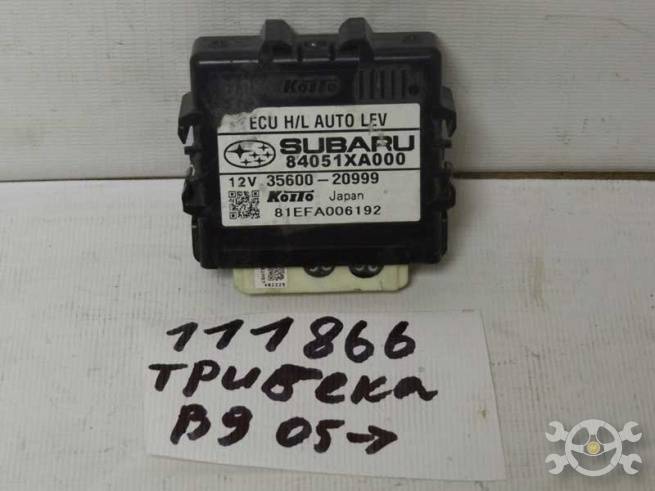 KOITO
ECU H/L AUTO LEV
SUBARU
84051XA000
12V 35600-20999
KOITO Japan
81EFA006192
111866
трибека
В9 05→